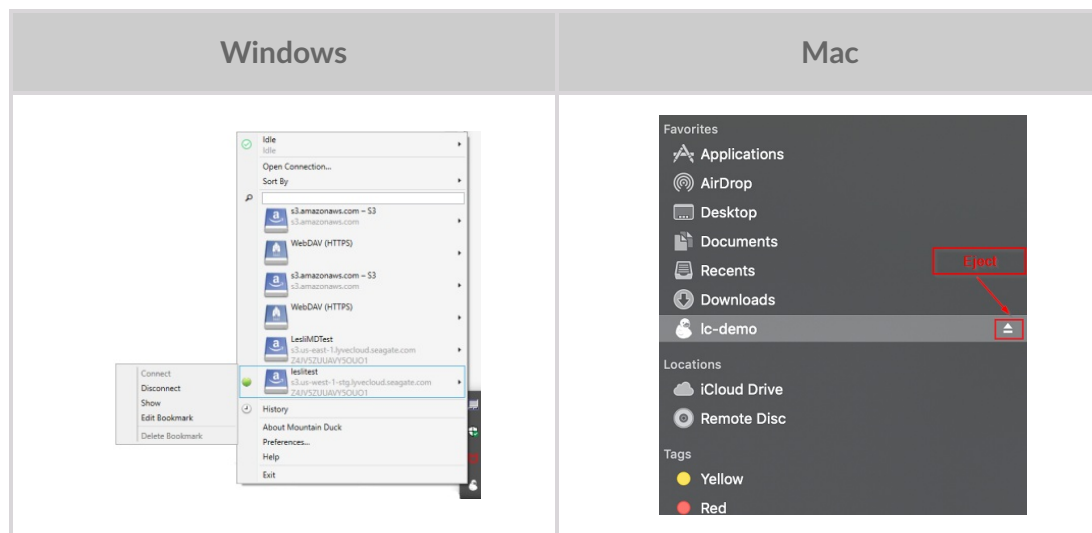 Windows
Mac
Idle
Idle
Open Connection...
Sort By
s3.amazonaws.com – S3
s3.amazonaws.com
WebDAV (HTTPS)
s3.amazonaws.com – S3
s3.amazonaws.com
WebDAV (HTTPS)
LesliMDTest
s3.us-east-1.lyvecloud.seagate.com
Z4JV5ZUUAVY5OUO1
leslitest
s3.us-west-1-stg.lyvecloud.seagate.com
Z4JV5ZUUAVY5OUO1
History
About Mountain Duck
Preferences...
Help
Exit
Connect
Disconnect
Show
Edit Bookmark
Delete Bookmark
Favorites
Applications
AirDrop
Desktop
Documents
Recents
Eject
Downloads
lc-demo
Locations
iCloud Drive
Remote Disc
Tags
Yellow
Red